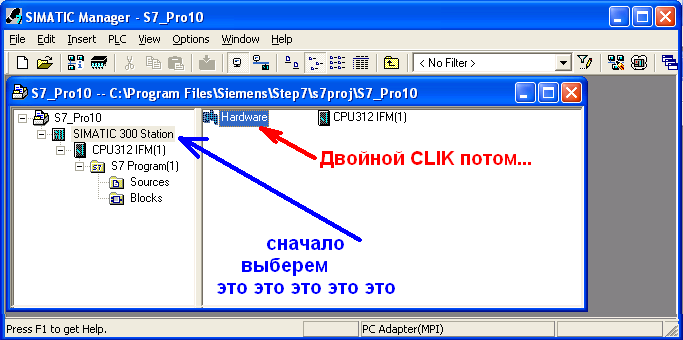 SIMATIC Manager - S7_Pro10
File Edit Insert PLC View Options Window Help
< No Filter >
S7_Pro10 -- C:\Program Files\Siemens\Step7\s7proj\S7_Pro10
S7_Pro10
SIMATIC 300 Station
CPU312 IFM(1)
S7 Program(1)
Sources
Blocks
Hardware
CPU312 IFM(1)
Двойной CLIK потом...
сначало
выберем
это это это это это
Press F1 to get Help.
PC Adapter(MPI)